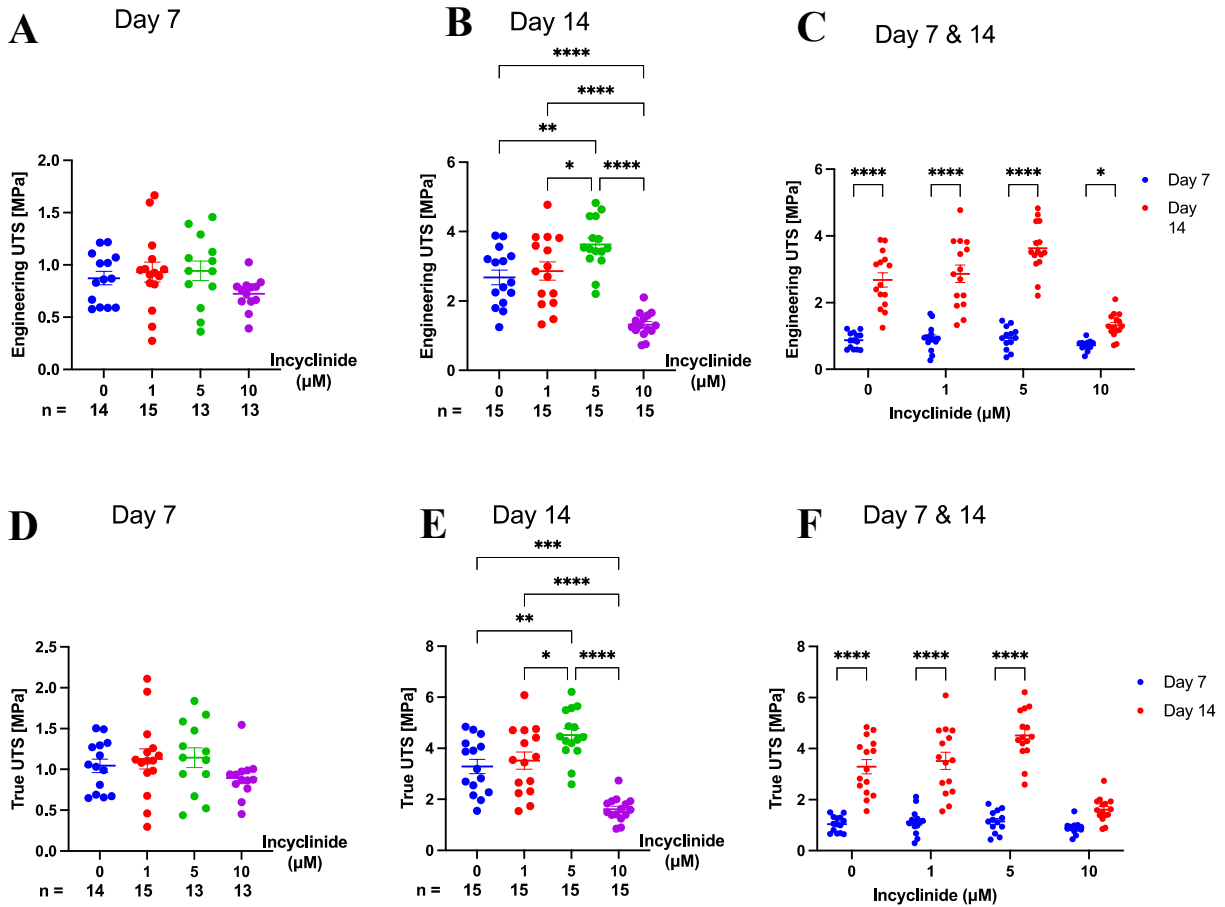 A
Day 7
Engineering UTS [MPa]
2.0
1.5
1.0
0.5
0.0
0 1 5 10
Incyclinide
(μM)
n = 14 15 13 13
B
Day 14
****
****
**
* ****
Engineering UTS [MPa]
6
4
2
0
0 1 5 10
Incyclinide
(μM)
n = 15 15 15 15
C
Day 7 & 14
Engineering UTS [MPa]
6
4
2
0
**** **** **** *
0 1 5 10
Incyclinide (μM)
Day 7
Day
14
D
Day 7
True UTS [MPa]
2.5
2.0
1.5
1.0
0.5
0.0
0 1 5 10
Incyclinide
(μM)
n = 14 15 13 13
E
Day 14
***
****
**
* ****
True UTS [MPa]
8
6
4
2
0
0 1 5 10
Incyclinide
(μM)
n = 15 15 15 15
F
Day 7 & 14
True UTS [MPa]
8
6
4
2
0
**** **** ****
0 1 5 10
Incyclinide (μM)
Day 7
Day 14